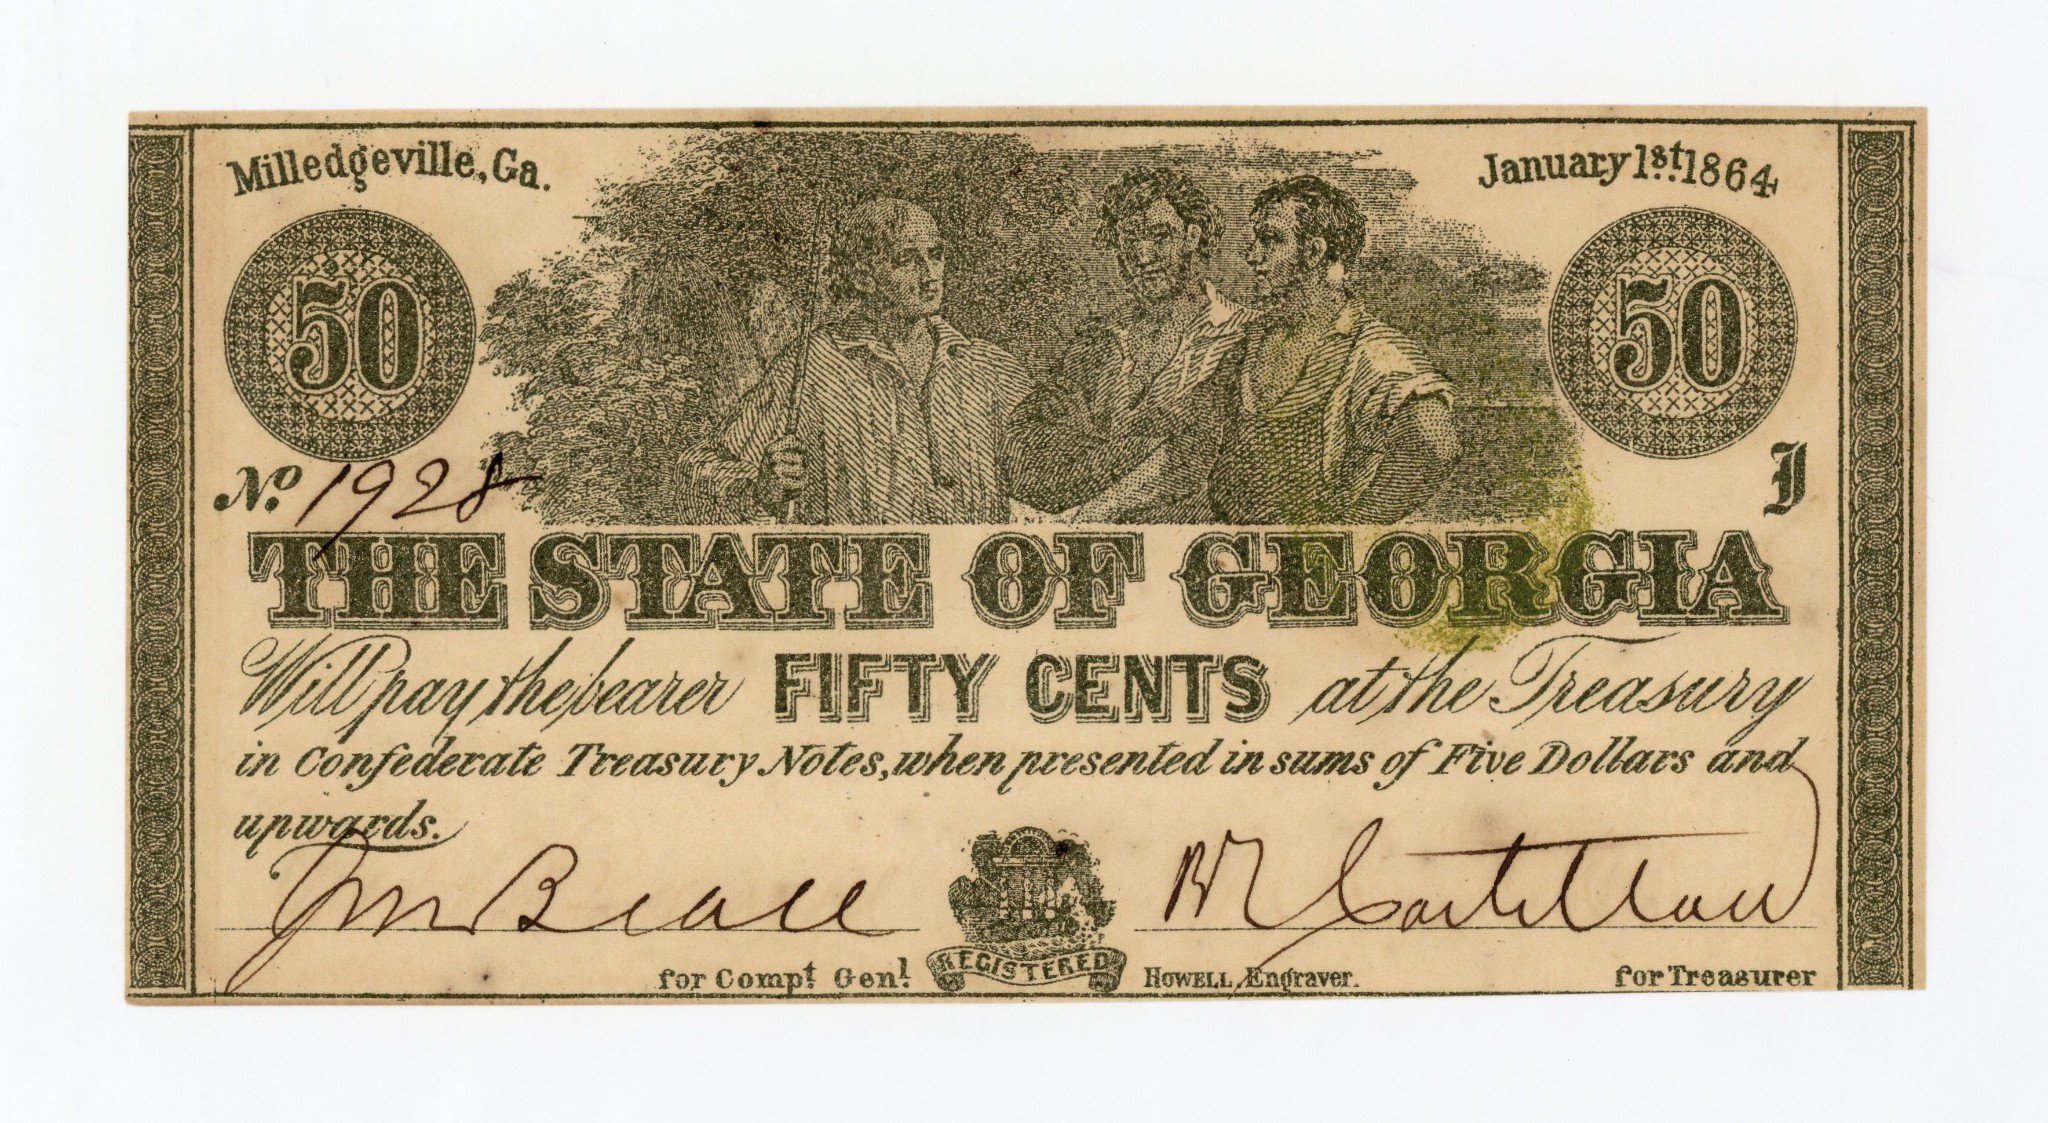 Milledgeville, Ga.
January 1st. 1864
50
50
No. 1928
J
THE STATE OF GEORGIA
Will pay the bearer FIFTY CENTS at the Treasury
in Confederate Treasury Notes, when presented in sums of Five Dollars and
upwards.
REGISTERED
for Compt. Genl.
HOWELL, Engraver.
for Treasurer